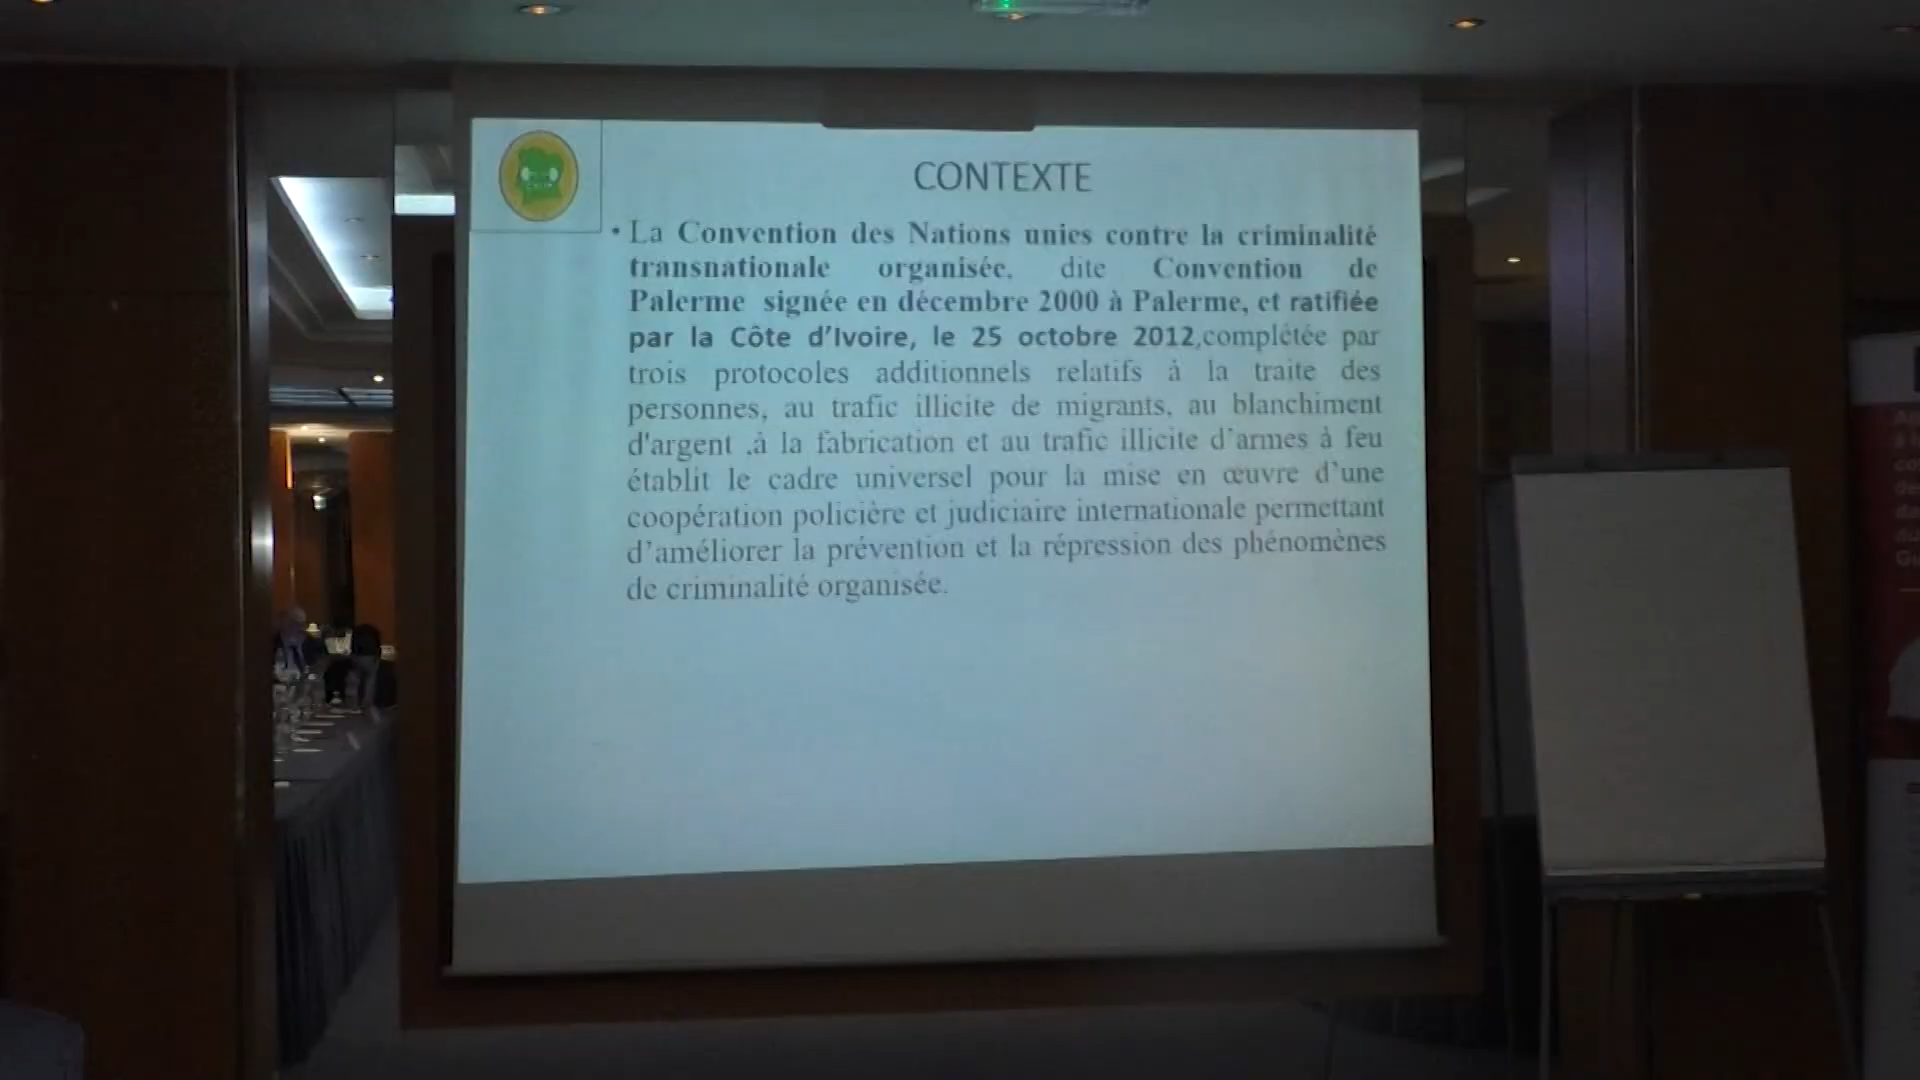 CONTEXTE
• La Convention des Nations unies contre la criminalité
transnationale organisée, dite Convention de
Palerme signée en décembre 2000 à Palerme, et ratifiée
par la Côte d'Ivoire, le 25 octobre 2012,complétée par
trois protocoles additionnels relatifs à la traite des
personnes, au trafic illicite de migrants, au blanchiment
d'argent ,à la fabrication et au trafic illicite d'armes à feu
établit le cadre universel pour la mise en œuvre d'une
coopération policière et judiciaire internationale permettant
d'améliorer la prévention et la répression des phénomènes
de criminalité organisée.